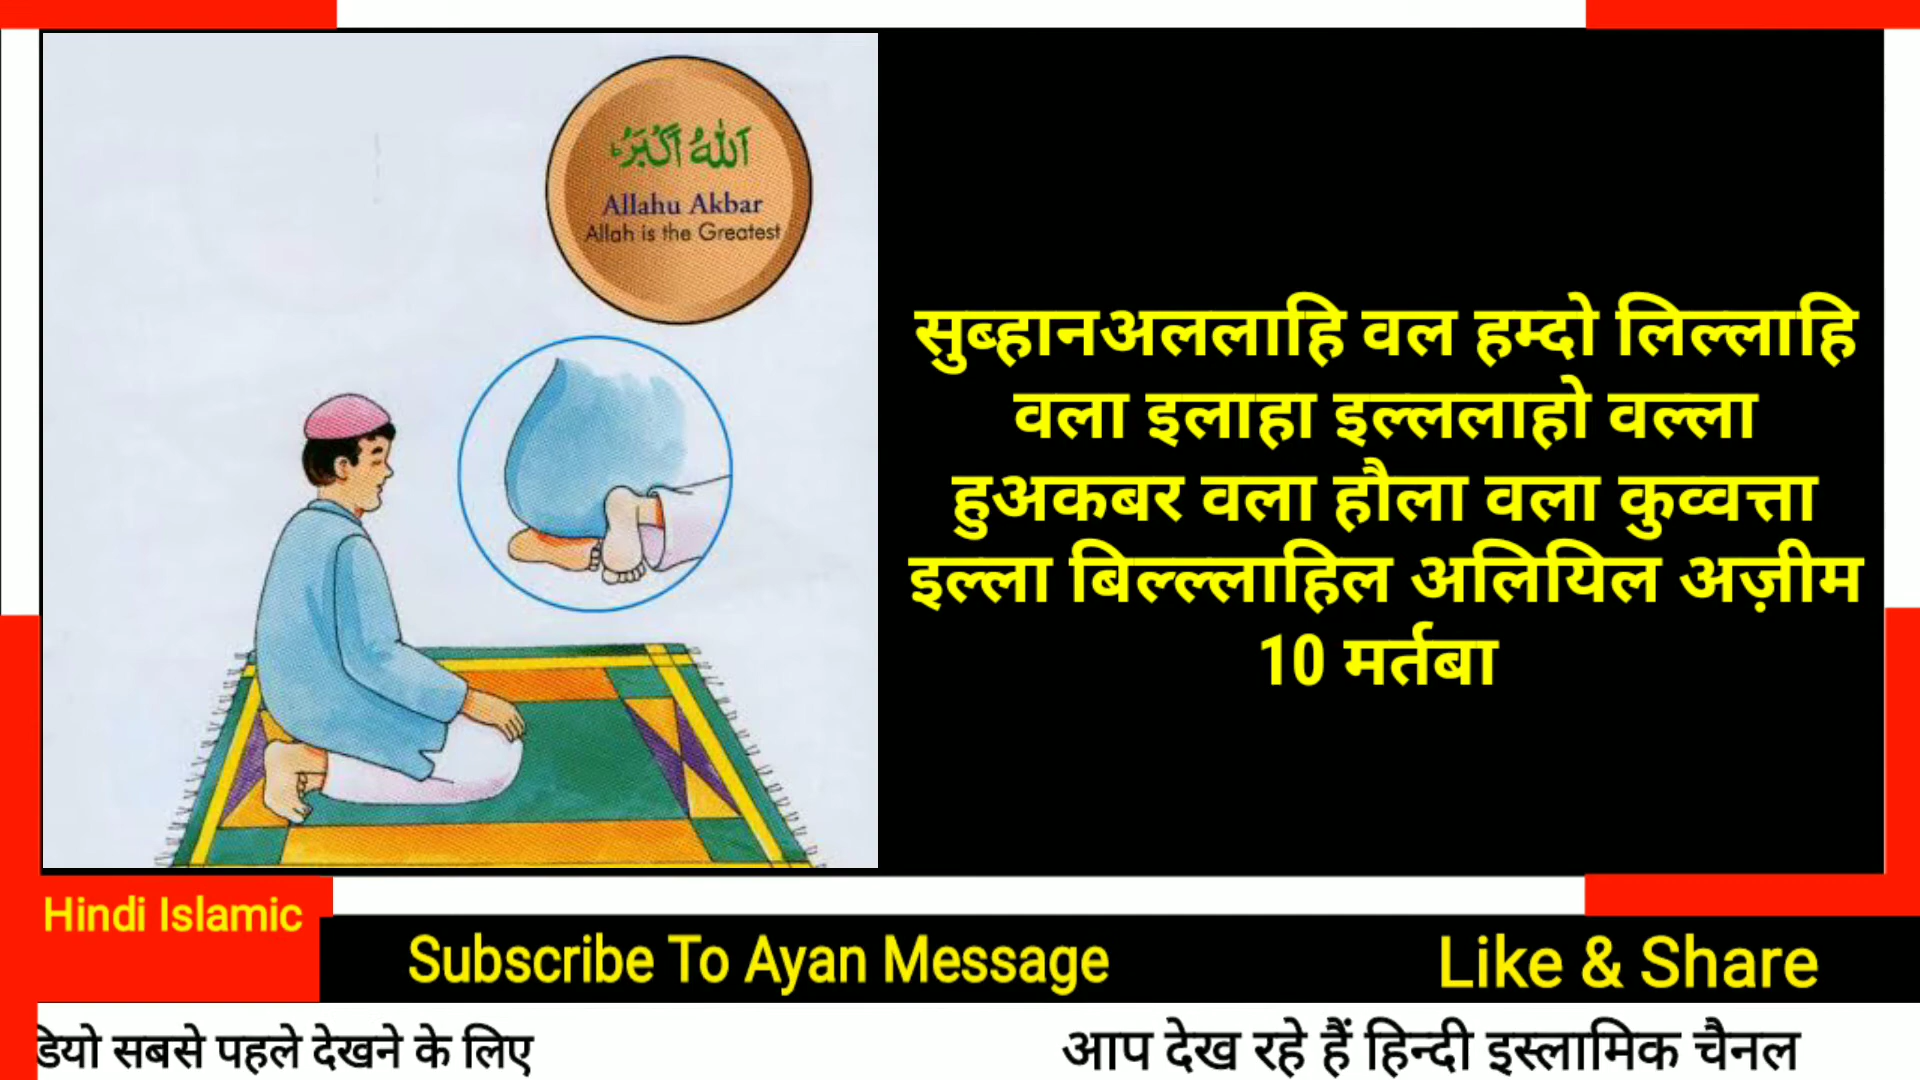 اَللّٰهُ اَكْبَرُ ؕ
Allahu Akbar
Allah is the Greatest
सुब्हानअललाहि वल हम्दो लिल्लाहि
वला इलाहा इल्ललाहो वल्ला
हुअकबर वला हौला वला कुव्वत्ता
इल्ला बिल्ल्लाहिल अलियिल अज़ीम
10 मर्तबा
Hindi Islamic
Subscribe To Ayan Message
Like & Share
डियो सबसे पहले देखने के लिए
आप देख रहे हैं हिन्दी इस्लामिक चैनल